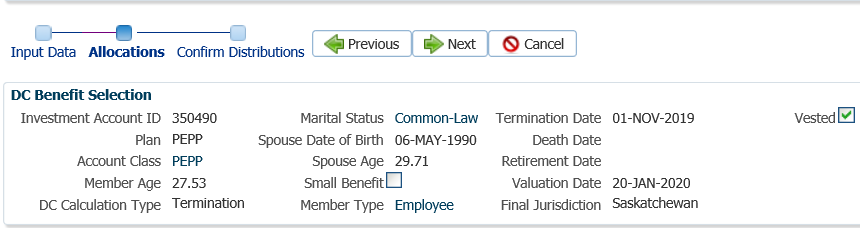 Input Data Allocations Confirm Distributions Previous Next Cancel
DC Benefit Selection
Investment Account ID 350490 Marital Status Common-Law Termination Date 01-NOV-2019 Vested
Plan PEPP Spouse Date of Birth 06-MAY-1990 Death Date
Account Class PEPP Spouse Age 29.71 Retirement Date
Member Age 27.53 Small Benefit Valuation Date 20-JAN-2020
DC Calculation Type Termination Member Type Employee Final Jurisdiction Saskatchewan